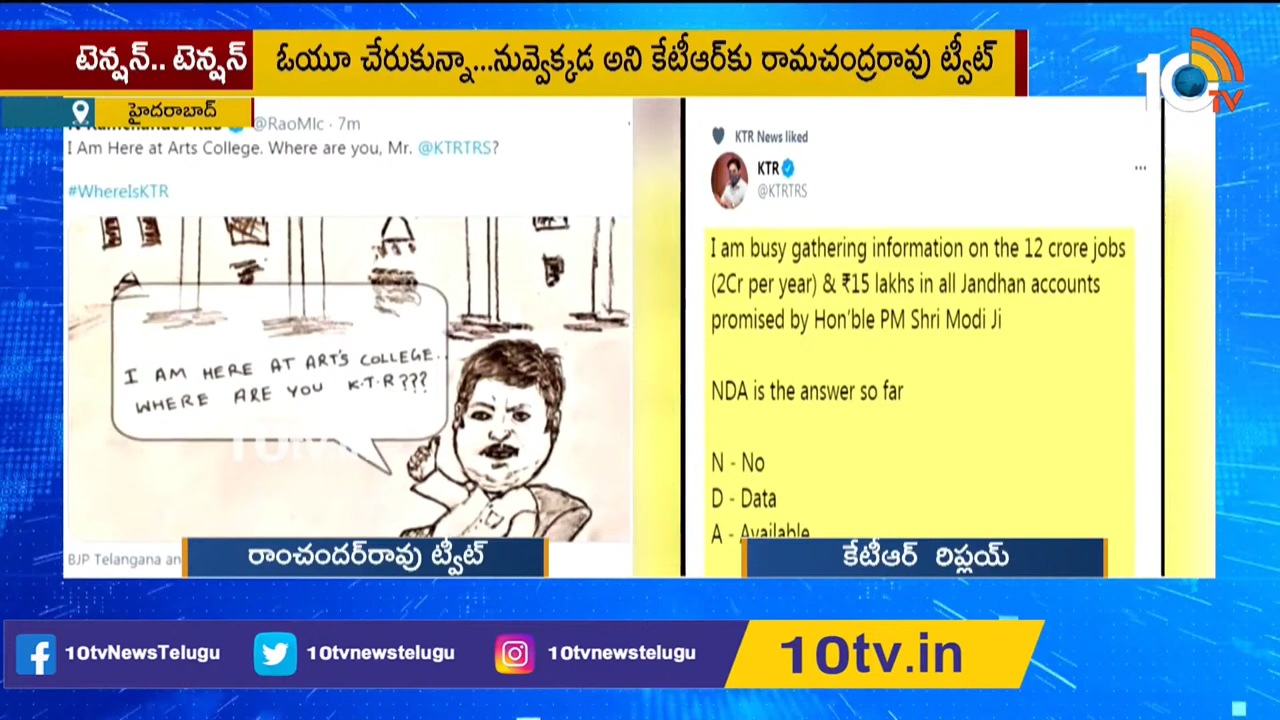 టెన్షన్.. టెన్షన్
ఓయూ చేరుకున్నా...నువ్వెక్కడ అని కేటీఆర్‌కు రామచంద్రరావు ట్వీట్
10TV
హైదరాబాద్
@RaoMlc · 7m
I Am Here at Arts College. Where are you, Mr. @KTRTRS?
#WhereIsKTR
I AM HERE AT ART'S COLLEGE..
WHERE ARE YOU K.T.R???
BJP Telangana an
రాంచందర్‌రావు ట్వీట్
KTR News liked
KTR
@KTRTRS
I am busy gathering information on the 12 crore jobs
(2Cr per year) & ₹15 lakhs in all Jandhan accounts
promised by Hon'ble PM Shri Modi Ji
NDA is the answer so far
N - No
D - Data
A - Available
కేటీఆర్ రిప్లయ్
10tvNewsTelugu
10tvnewstelugu
10tvnewstelugu
10tv.in